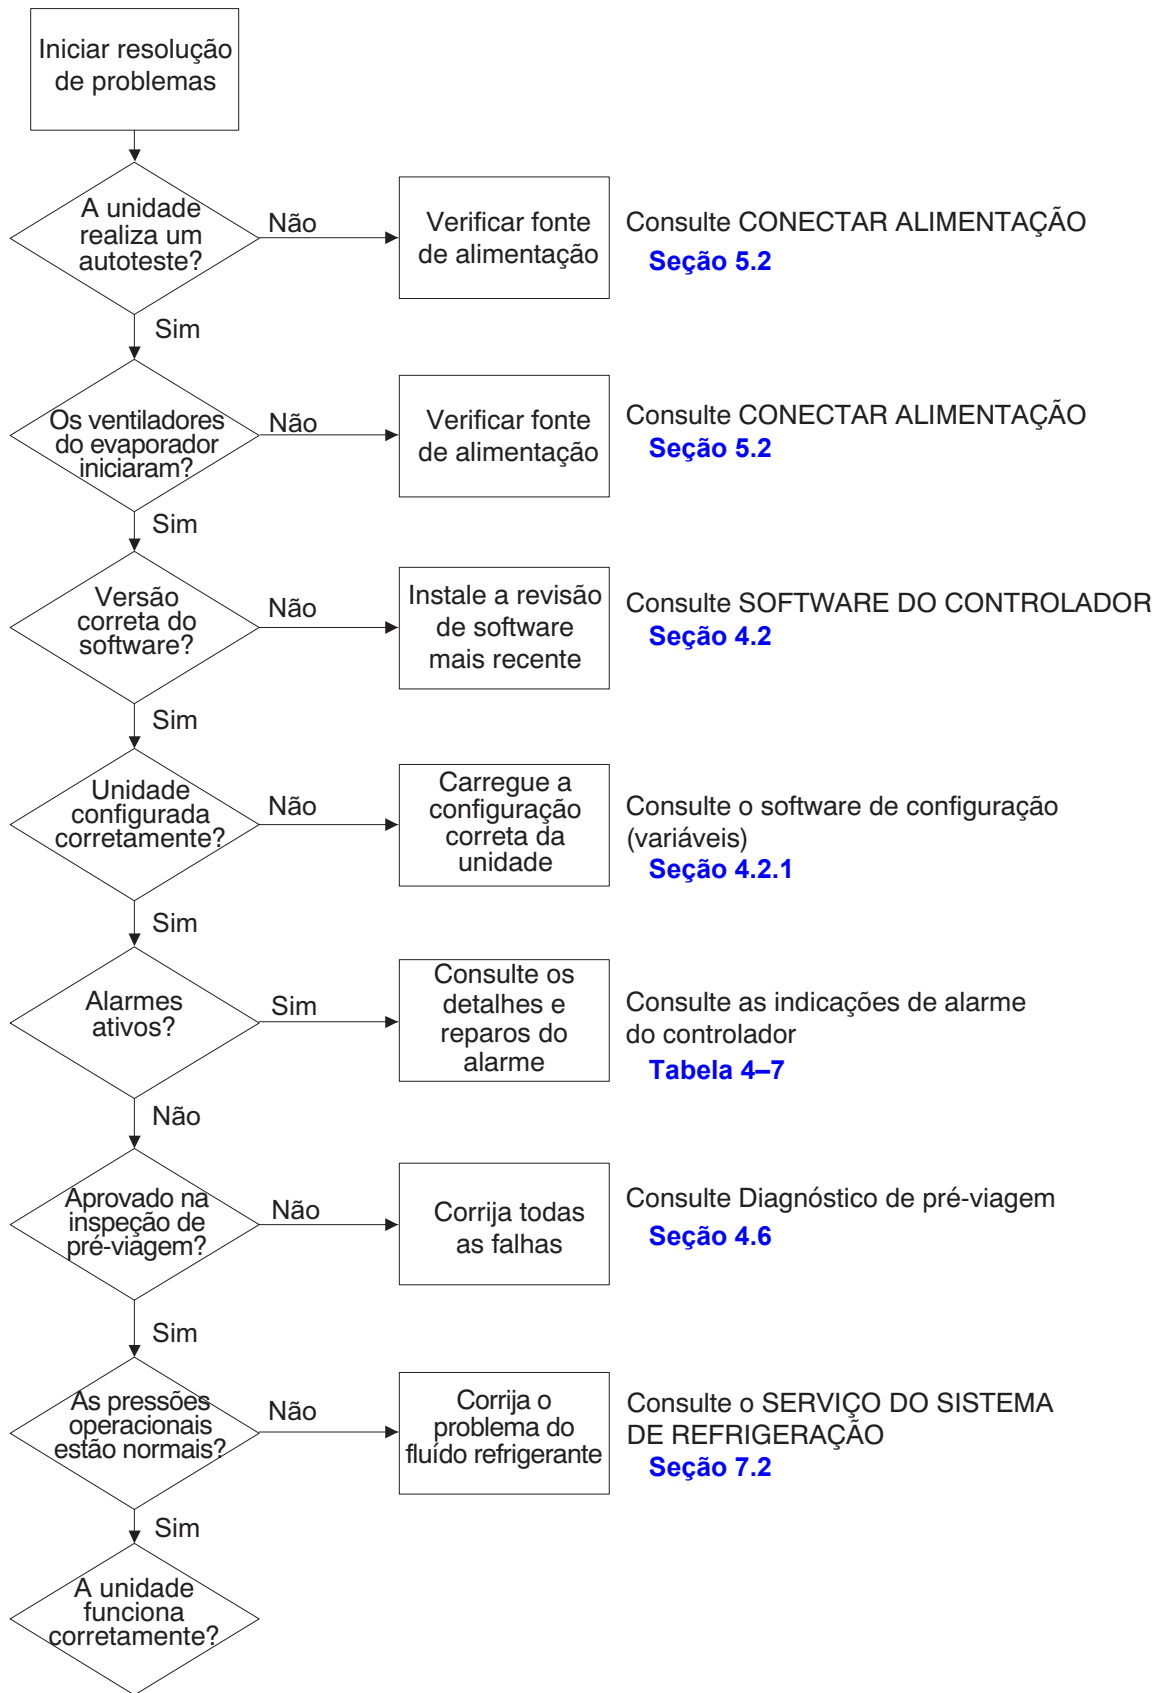 Iniciar resolução
de problemas
A unidade
realiza um
autoteste?
Não
Verificar fonte
de alimentação
Consulte CONECTAR ALIMENTAÇÃO
Seção 5.2
Sim
Os ventiladores
do evaporador
iniciaram?
Não
Verificar fonte
de alimentação
Consulte CONECTAR ALIMENTAÇÃO
Seção 5.2
Sim
Versão
correta do
software?
Não
Instale a revisão
de software
mais recente
Consulte SOFTWARE DO CONTROLADOR
Seção 4.2
Sim
Unidade
configurada
corretamente?
Não
Carregue a
configuração
correta da
unidade
Consulte o software de configuração
(variáveis)
Seção 4.2.1
Sim
Alarmes
ativos?
Sim
Consulte os
detalhes e
reparos do
alarme
Consulte as indicações de alarme
do controlador
Tabela 4–7
Não
Aprovado na
inspeção de
pré-viagem?
Não
Corrija todas
as falhas
Consulte Diagnóstico de pré-viagem
Seção 4.6
Sim
As pressões
operacionais
estão normais?
Não
Corrija o
problema do
fluído refrigerante
Consulte o SERVIÇO DO SISTEMA
DE REFRIGERAÇÃO
Seção 7.2
Sim
A unidade
funciona
corretamente?